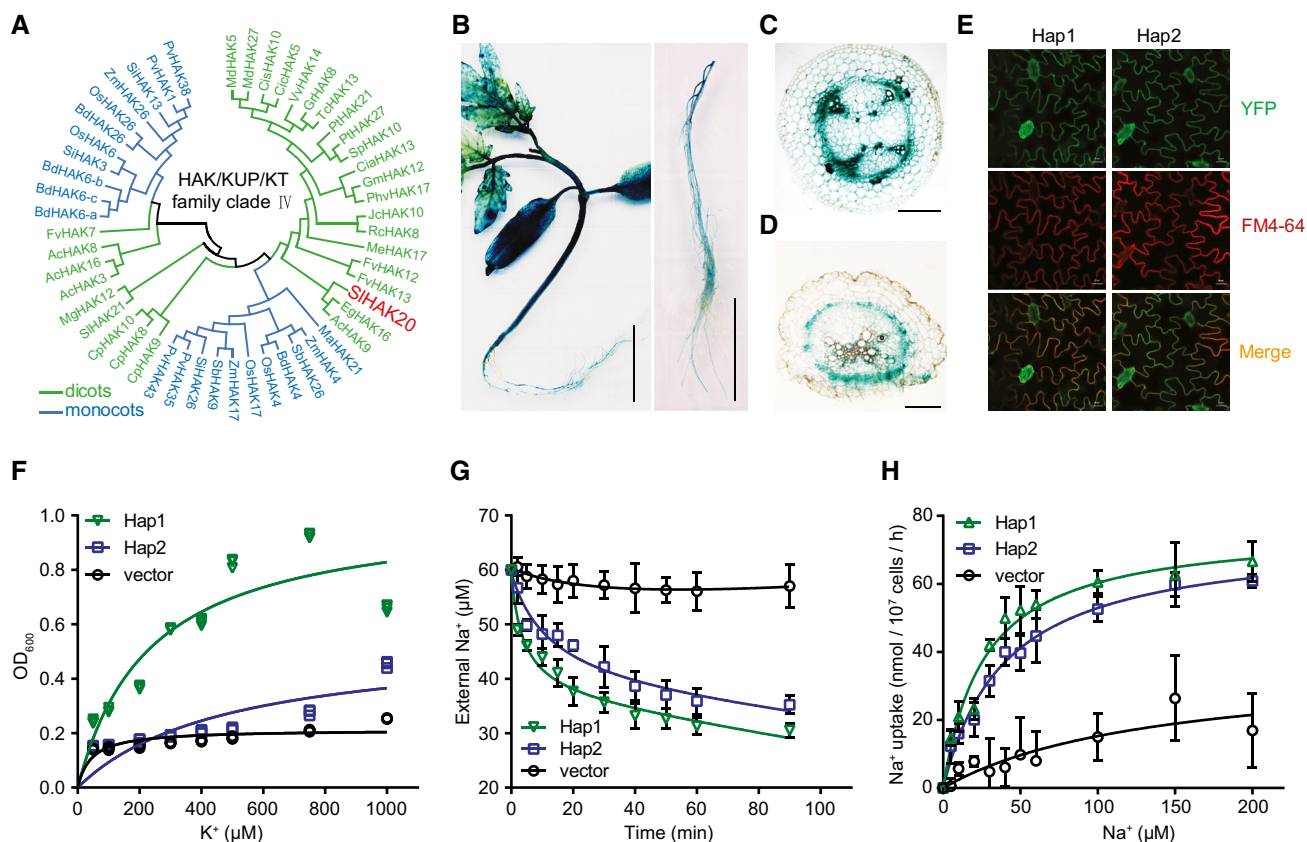 A
MdHAK5
MdHAK27
CisHAK10
CcHAK5
VvHAK14
GrHAK8
TcHAK13
PtHAK21
PtHAK27
SpHAK10
CiaHAK13
GmHAK12
PhvHAK17
JcHAK10
RcHAK8
MeHAK17
FvHAK12
FvHAK13
SlHAK20
EgHAK16
AcHAK9
MaHAK21
ZmHAK4
SbHAK26
BdHAK4
OsHAK4
OsHAK17
ZmHAK17
SbHAK9
SiHAK26
PvHAK35
PvHAK43
CpHAK9
CpHAK8
CpHAK10
SlHAK21
MgHAK12
AcHAK3
AcHAK16
AcHAK8
FvHAK7
BdHAK6-a
BdHAK6-c
BdHAK6-b
SiHAK3
OsHAK6
BdHAK26
OsHAK26
ZmHAK26
SiHAK13
PvHAK1
PvHAK38
HAK/KUP/KT
family clade Ⅳ
dicots
monocots
B
C
D
E
Hap1 Hap2
YFP
FM4-64
Merge
F
Hap1
Hap2
vector
OD600
1.0
0.8
0.6
0.4
0.2
0.0
0 200 400 600 800 1000
K⁺ (µM)
G
External Na⁺ (µM)
70
60
50
40
30
20
Hap1
Hap2
vector
0 20 40 60 80 100
Time (min)
H
Hap1
Hap2
vector
Na⁺ uptake (nmol / 10⁷ cells / h)
80
60
40
20
0
0 50 100 150 200
Na⁺ (µM)